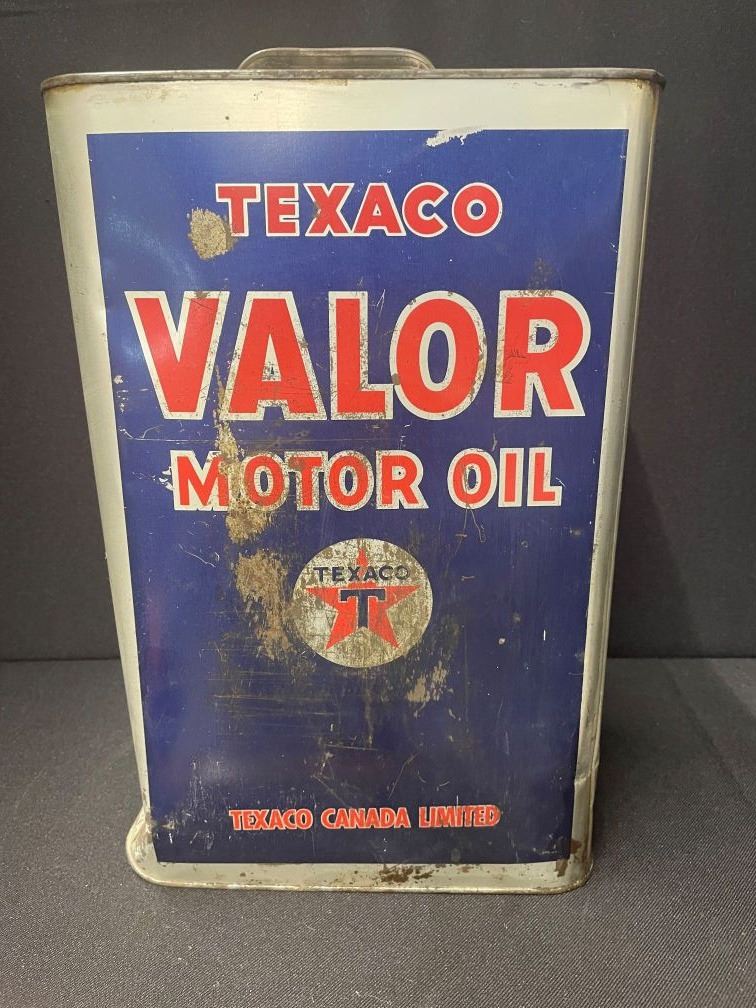 TEXACO
VALOR
MOTOR OIL
TEXACO
T
TEXACO CANADA LIMITED